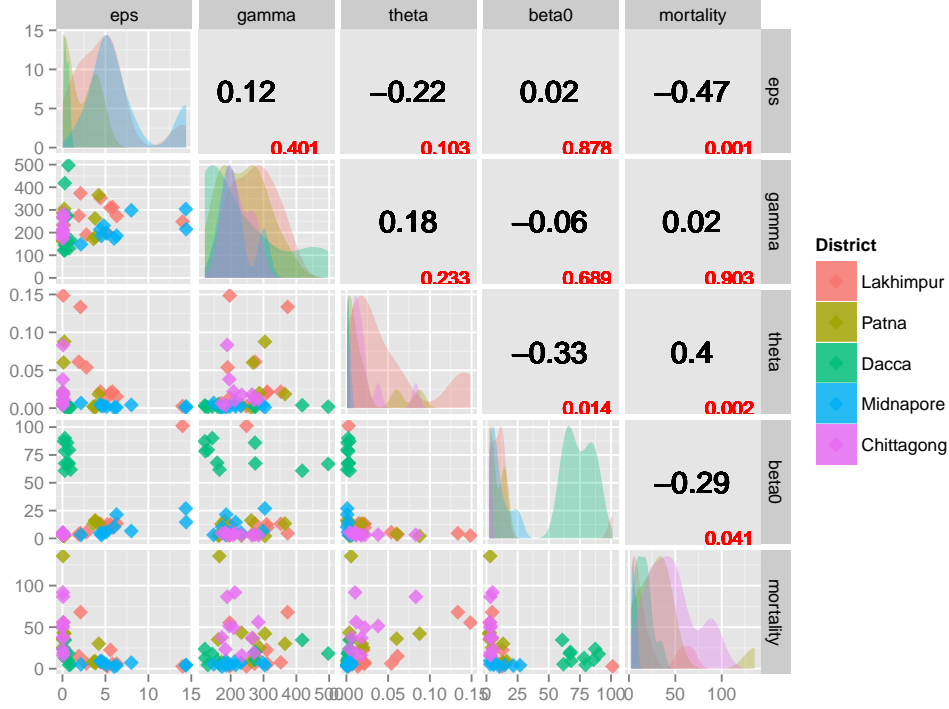 eps gamma theta beta0 mortality
15
10
5
0
0.12 −0.22 0.02 −0.47
0.401 0.103 0.878 0.001
eps
500
400
300
200
100
0
0.18 −0.06 0.02
0.233 0.689 0.903
gamma
District
Lakhimpur
Patna
Dacca
Midnapore
Chittagong
0.15
0.10
0.05
0.00
−0.33 0.4
0.014 0.002
theta
100
75
50
25
0
−0.29
0.041
beta0
100
50
0
mortality
0 5 10 15 200 300 400 500 0.00 0.05 0.10 0.15 0 25 50 75 100 0 50 100